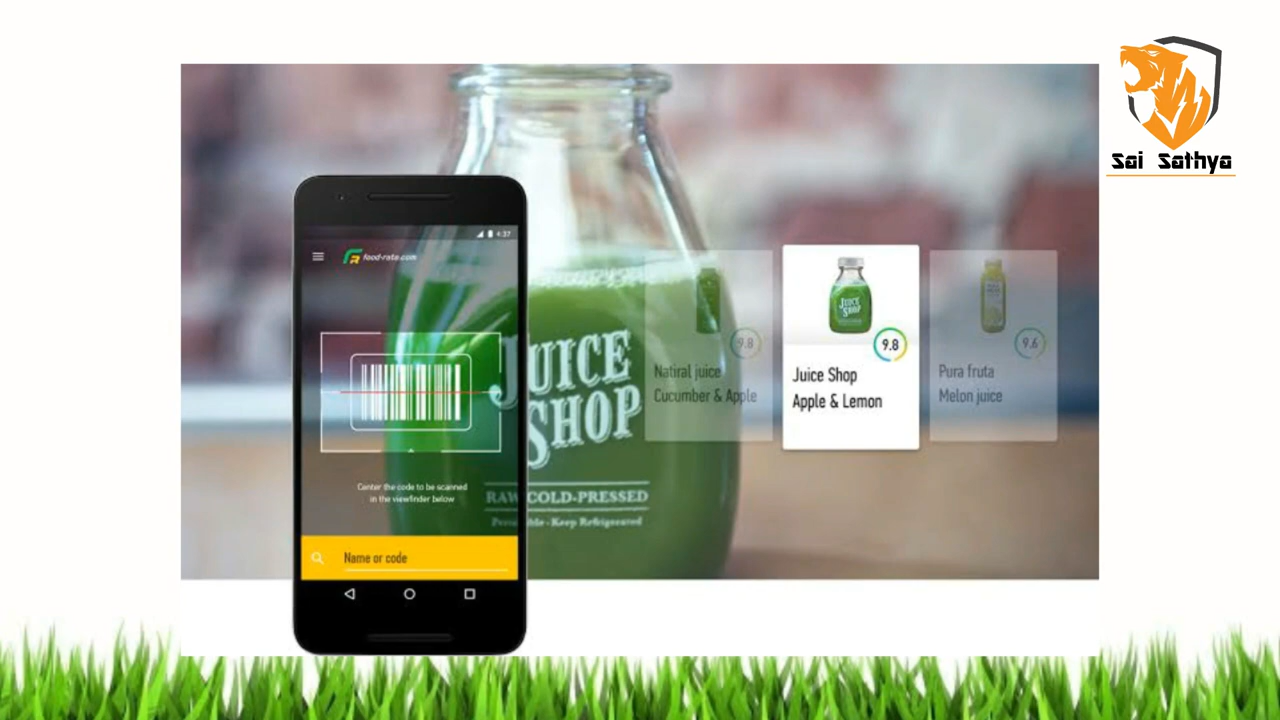 Sai Sathya
4:37
food-rate.com
JUICE
SHOP
RAW COLD-PRESSED
Keep Refrigerated
Center the code to be scanned
in the viewfinder below
Name or code
9.8
Natiral juice
Cucumber & Apple
JUICE
SHOP
9.8
Juice Shop
Apple & Lemon
9.6
Pura fruta
Melon juice